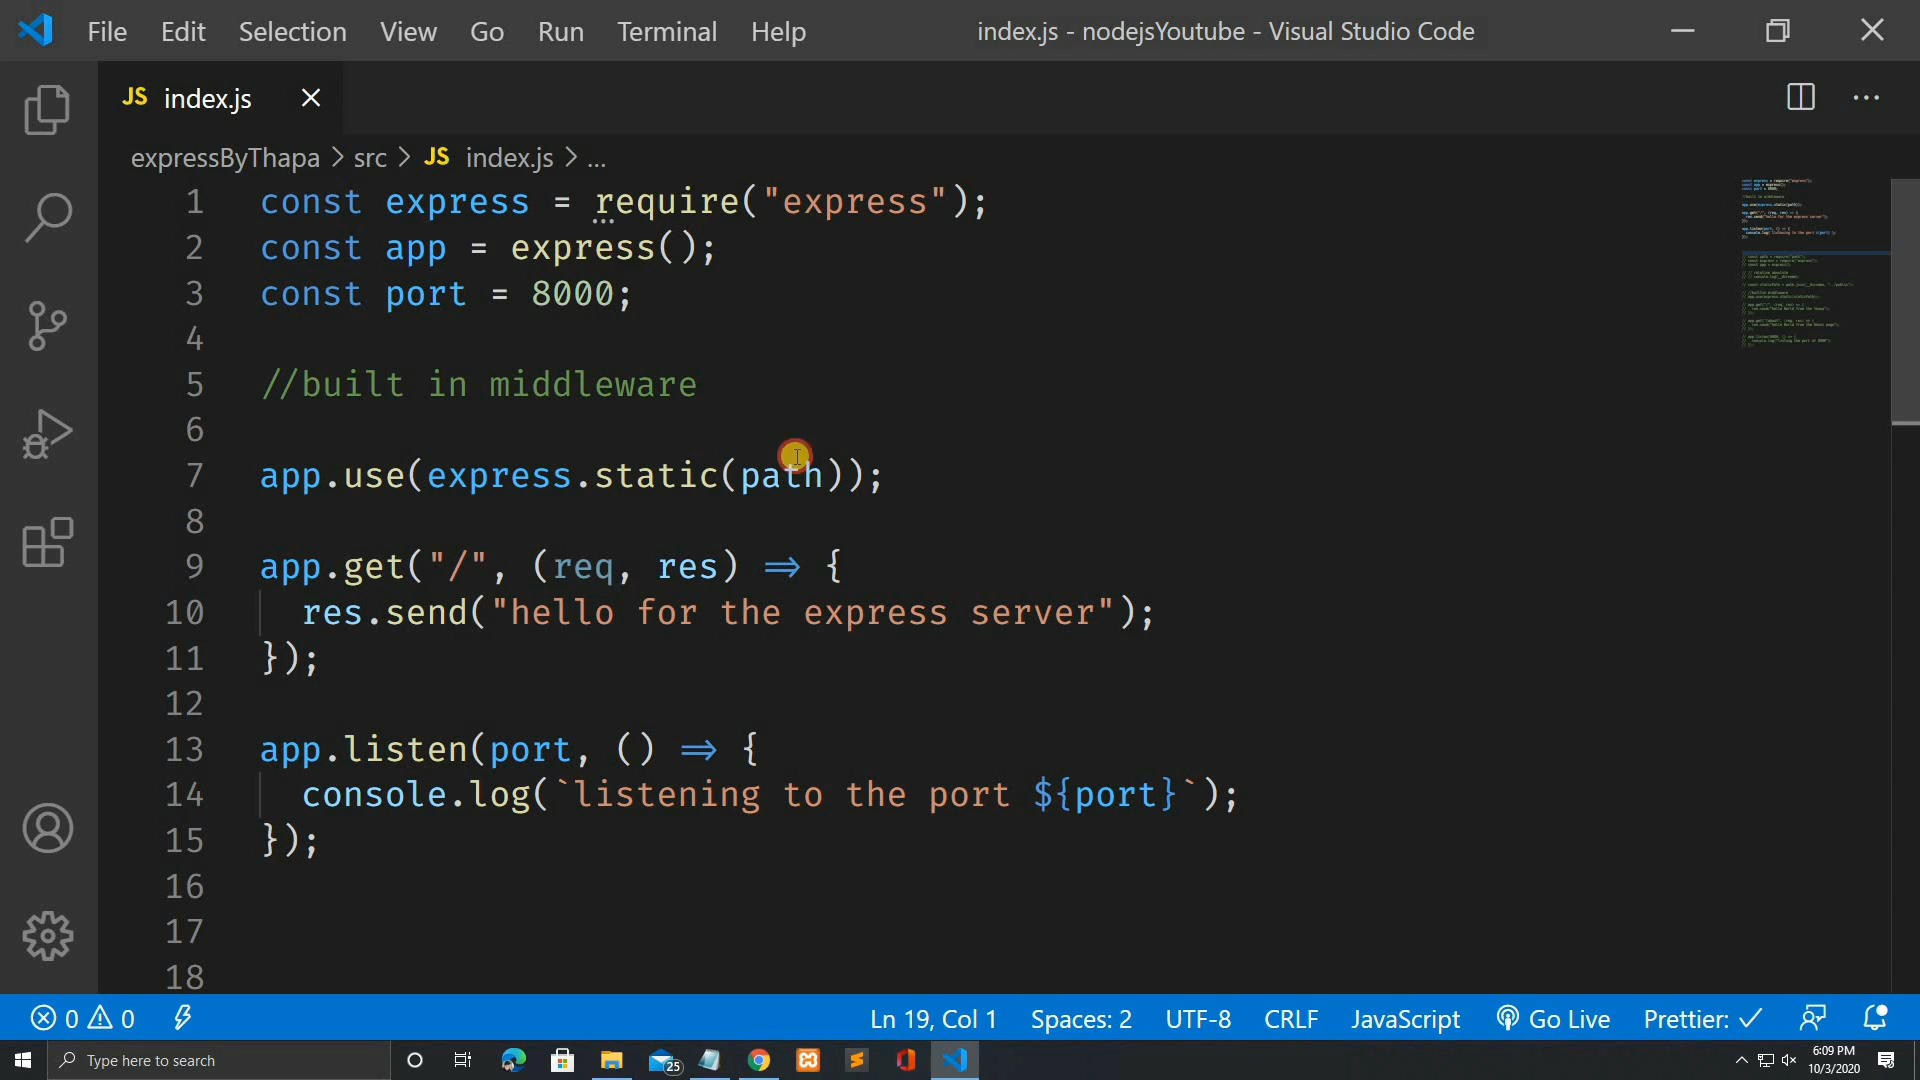 File Edit Selection View Go Run Terminal Help index.js - nodejsYoutube - Visual Studio Code
JS index.js
expressByThapa > src > JS index.js > ...
1 const express = require("express");
2 const app = express();
3 const port = 8000;
4
5 //built in middleware
6
7 app.use(express.static(path));
8
9 app.get("/", (req, res) => {
10 res.send("hello for the express server");
11 });
12
13 app.listen(port, () => {
14 console.log(`listening to the port ${port}`);
15 });
16
17
18
0 0 Ln 19, Col 1 Spaces: 2 UTF-8 CRLF JavaScript Go Live Prettier: ✓
Type here to search 25 6:09 PM
10/3/2020